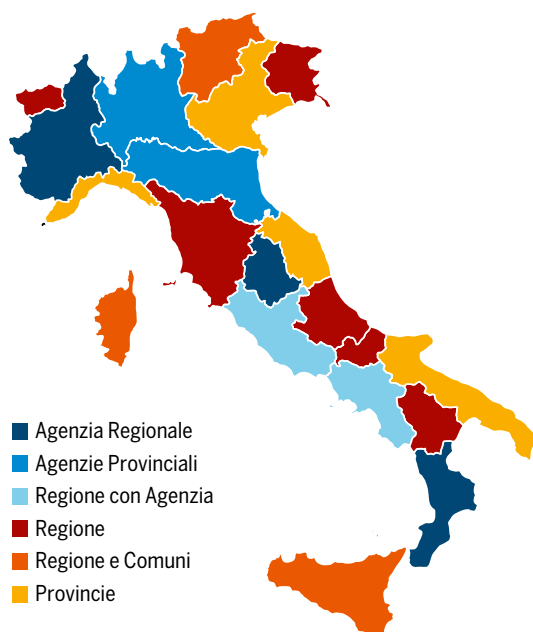 Agenzia Regionale
Agenzie Provinciali
Regione con Agenzia
Regione
Regione e Comuni
Provincie